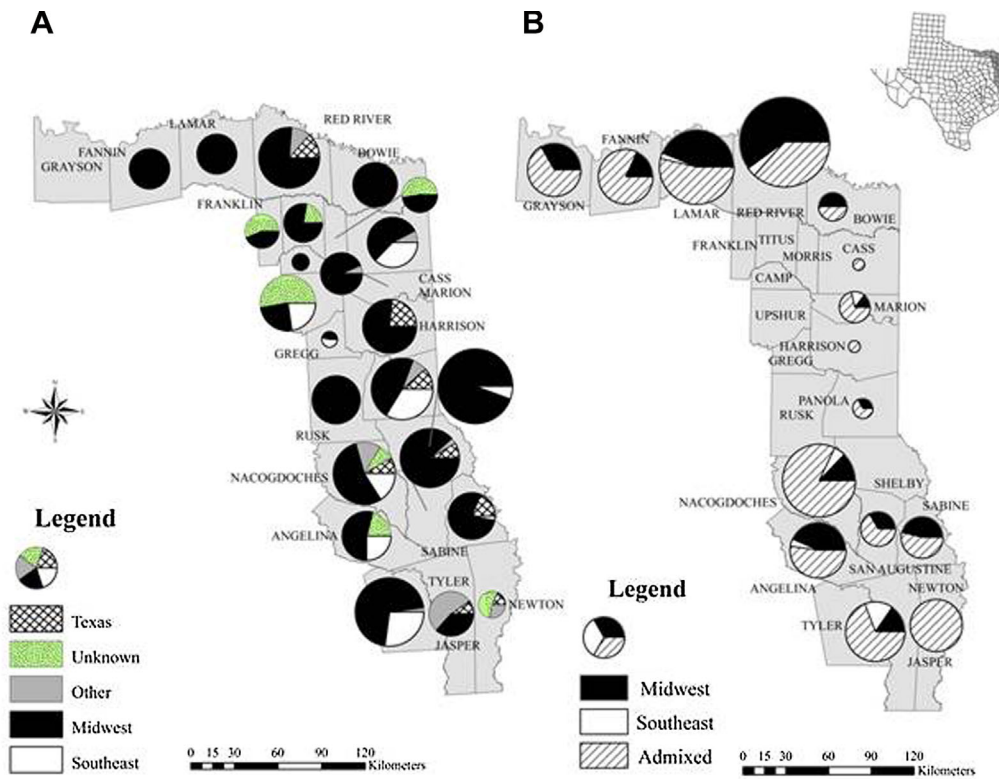 A
RED RIVER
LAMAR
FANNIN
BOWIE
GRAYSON
FRANKLIN
CASS
MARION
HARRISON
GREGG
RUSK
NACOGDOCHES
ANGELINA
SABINE
TYLER
NEWTON
JASPER
N
Legend
Texas
Unknown
Other
Midwest
Southeast
0 15 30 60 90 120
Kilometers
B
FANNIN
GRAYSON
LAMAR
RED RIVER
BOWIE
FRANKLIN
TITUS
MORRIS
CASS
CAMP
MARION
UPSHUR
HARRISON
GREGG
PANOLA
RUSK
SHELBY
NACOGDOCHES
SABINE
SAN AUGUSTINE
ANGELINA
NEWTON
TYLER
JASPER
Legend
Midwest
Southeast
Admixed
0 15 30 60 90 120
Kilometers